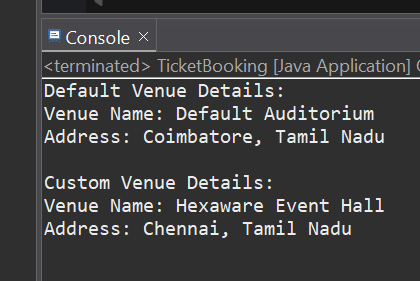 Console
<terminated> TicketBooking [Java Application]
Default Venue Details:
Venue Name: Default Auditorium
Address: Coimbatore, Tamil Nadu
Custom Venue Details:
Venue Name: Hexaware Event Hall
Address: Chennai, Tamil Nadu